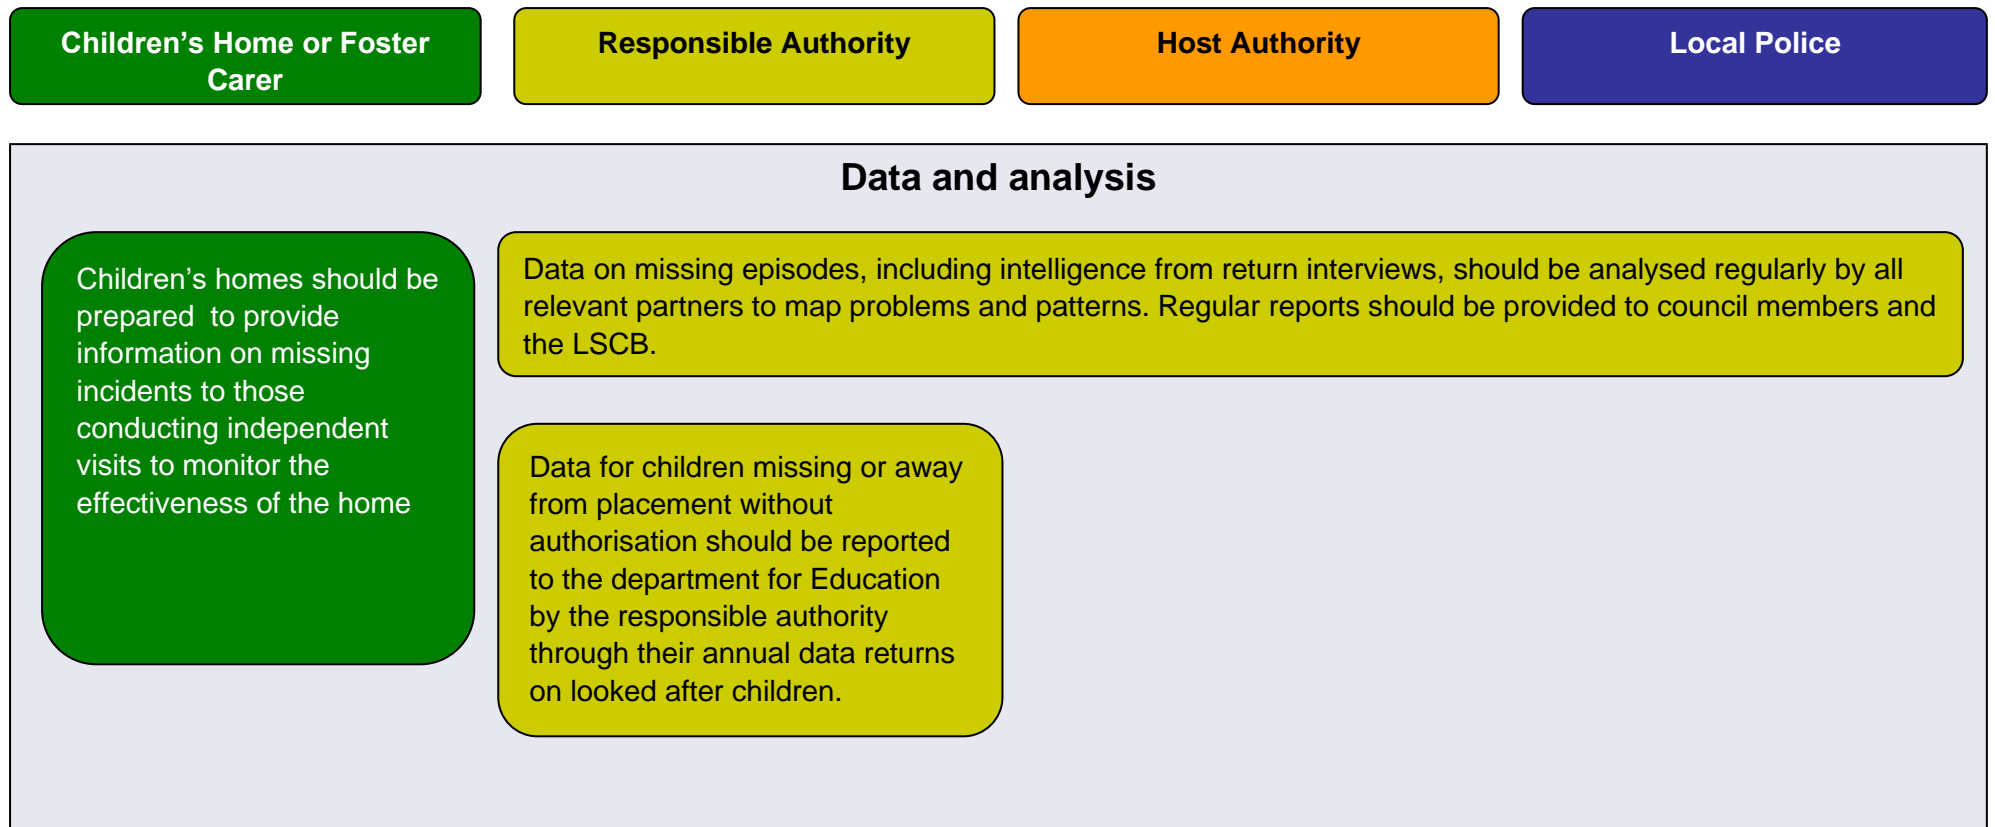 Children’s Home or Foster
Carer
Responsible Authority
Host Authority
Local Police
Data and analysis
Children’s homes should be
prepared  to provide
information on missing
incidents to those
conducting independent
visits to monitor the
effectiveness of the home
Data on missing episodes, including intelligence from return interviews, should be analysed regularly by all
relevant partners to map problems and patterns. Regular reports should be provided to council members and
the LSCB.
Data for children missing or away
from placement without
authorisation should be reported
to the department for Education
by the responsible authority
through their annual data returns
on looked after children.